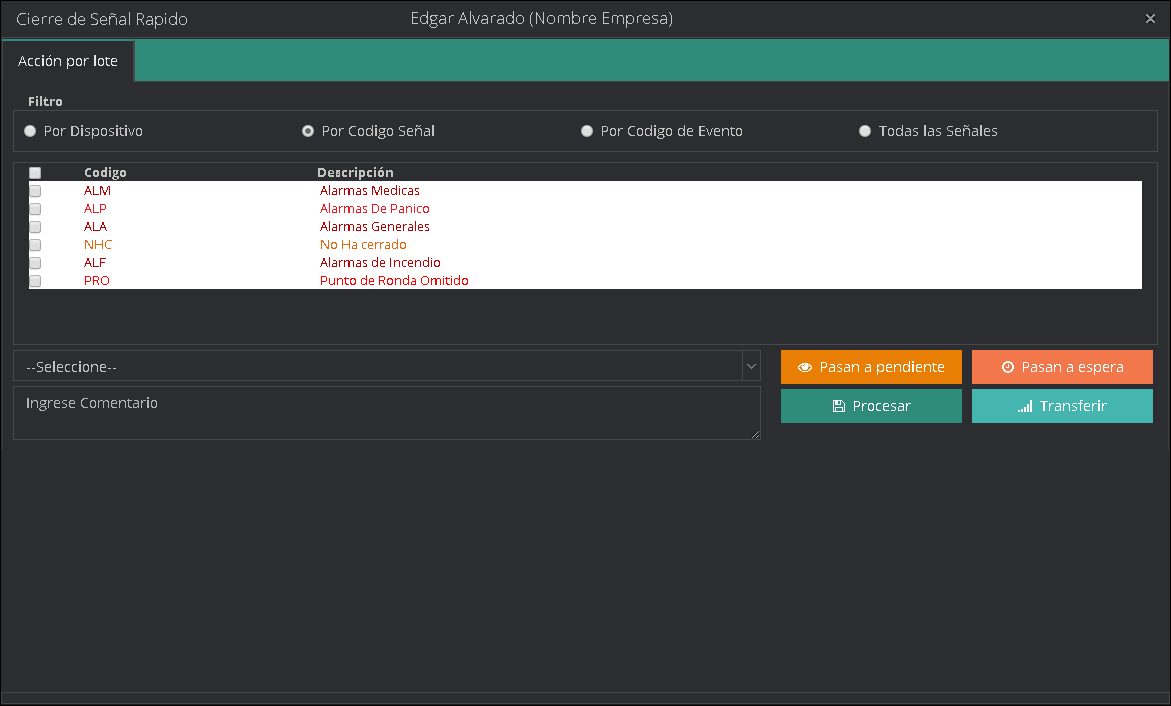 Cierre de Señal Rapido
Edgar Alvarado (Nombre Empresa)
Acción por lote
Filtro
Por Dispositivo
Por Codigo Señal
Por Codigo de Evento
Todas las Señales
Codigo Descripción
ALM Alarmas Medicas
ALP Alarmas De Panico
ALA Alarmas Generales
NHC No Ha cerrado
ALF Alarmas de Incendio
PRO Punto de Ronda Omitido
--Seleccione--
Pasan a pendiente
Pasan a espera
Ingrese Comentario
Procesar
Transferir